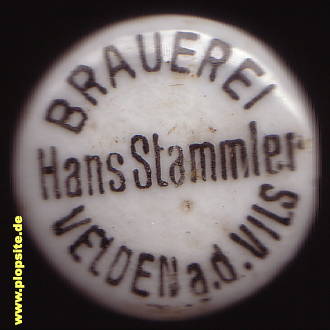 BRAUEREI
Hans Stammler
VELDEN a.d. VILS
www.plopsite.de